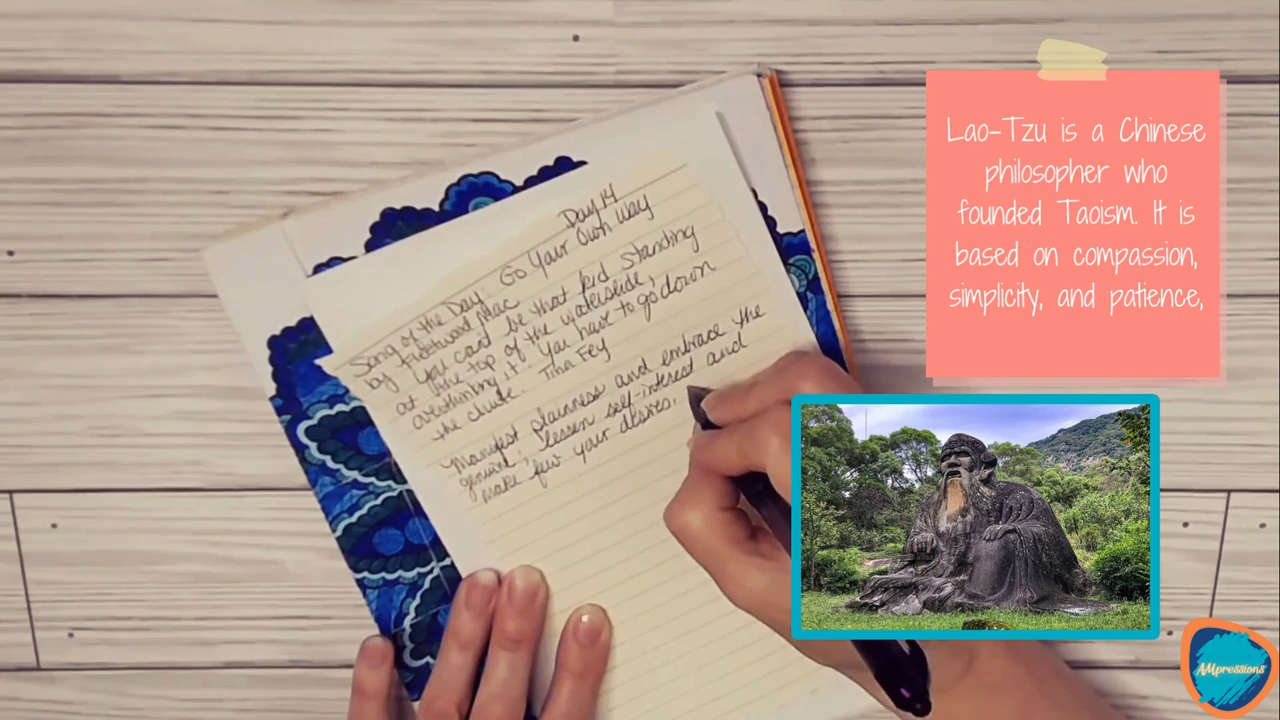 Day 14
Song of the Day: Go Your Own Way
by Fleetwood Mac
You can't be that kid standing
at the top of the waterslide,
overthinking it. You have to go down
the chute. Tina Fey
Manifest plainness and embrace the
genuine; lessen self-interest and
make few your desires.
Lao-Tzu is a Chinese
philosopher who
founded Taoism. It is
based on compassion,
simplicity, and patience,
AMpressions